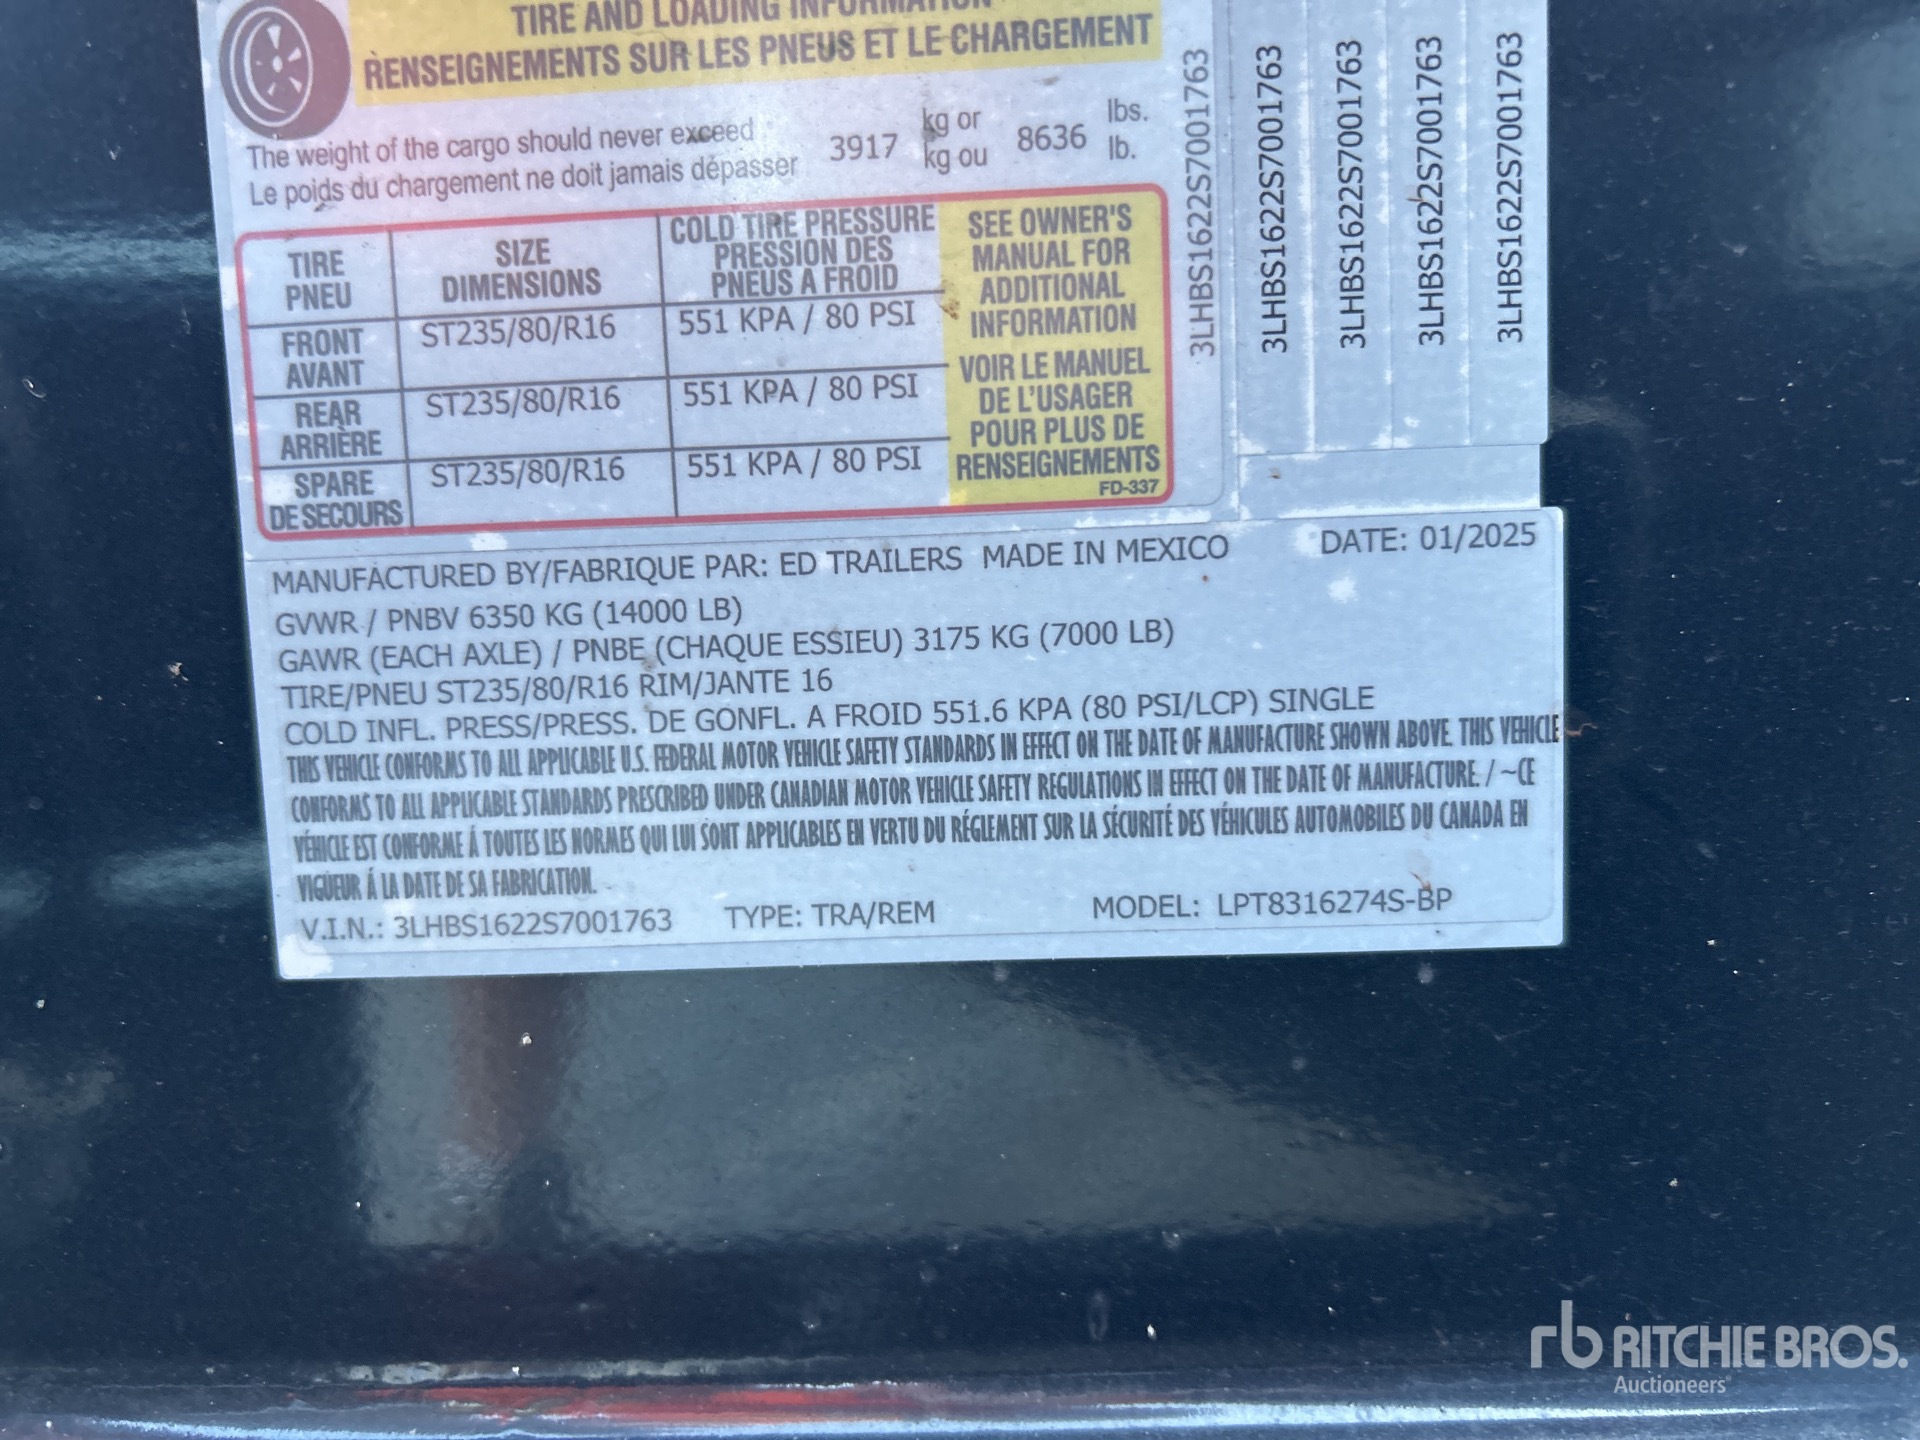 TIRE AND LOADING INFORMATION
RENSEIGNEMENTS SUR LES PNEUS ET LE CHARGEMENT
The weight of the cargo should never exceed
Le poids du chargement ne doit jamais dépasser
3917
kg or
kg ou
8636
lbs.
lb.
TIRE
PNEU
SIZE
DIMENSIONS
COLD TIRE PRESSURE
PRESSION DES
PNEUS A FROID
FRONT
AVANT
ST235/80/R16
551 KPA / 80 PSI
REAR
ARRIÈRE
ST235/80/R16
551 KPA / 80 PSI
SPARE
DE SECOURS
ST235/80/R16
551 KPA / 80 PSI
SEE OWNER'S
MANUAL FOR
ADDITIONAL
INFORMATION
VOIR LE MANUEL
DE L'USAGER
POUR PLUS DE
RENSEIGNEMENTS
FD-337
3LHBS1622S7001763
3LHBS1622S7001763
3LHBS1622S7001763
3LHBS1622S7001763
3LHBS1622S7001763
MANUFACTURED BY/FABRIQUE PAR: ED TRAILERS MADE IN MEXICO DATE: 01/2025
GVWR / PNBV 6350 KG (14000 LB)
GAWR (EACH AXLE) / PNBE (CHAQUE ESSIEU) 3175 KG (7000 LB)
TIRE/PNEU ST235/80/R16 RIM/JANTE 16
COLD INFL. PRESS/PRESS. DE GONFL. A FROID 551.6 KPA (80 PSI/LCP) SINGLE
THIS VEHICLE CONFORMS TO ALL APPLICABLE U.S. FEDERAL MOTOR VEHICLE SAFETY STANDARDS IN EFFECT ON THE DATE OF MANUFACTURE SHOWN ABOVE. THIS VEHICLE
CONFORMS TO ALL APPLICABLE STANDARDS PRESCRIBED UNDER CANADIAN MOTOR VEHICLE SAFETY REGULATIONS IN EFFECT ON THE DATE OF MANUFACTURE. / ~CE
VÉHICLE EST CONFORME Á TOUTES LES NORMES QUI LUI SONT APPLICABLES EN VERTU DU RÉGLEMENT SUR LA SÉCURITÉ DES VÉHICULES AUTOMOBILES DU CANADA EN
VIGUEUR Á LA DATE DE SA FABRICATION.
V.I.N.: 3LHBS1622S7001763 TYPE: TRA/REM MODEL: LPT8316274S-BP
rb RITCHIE BROS.
Auctioneers